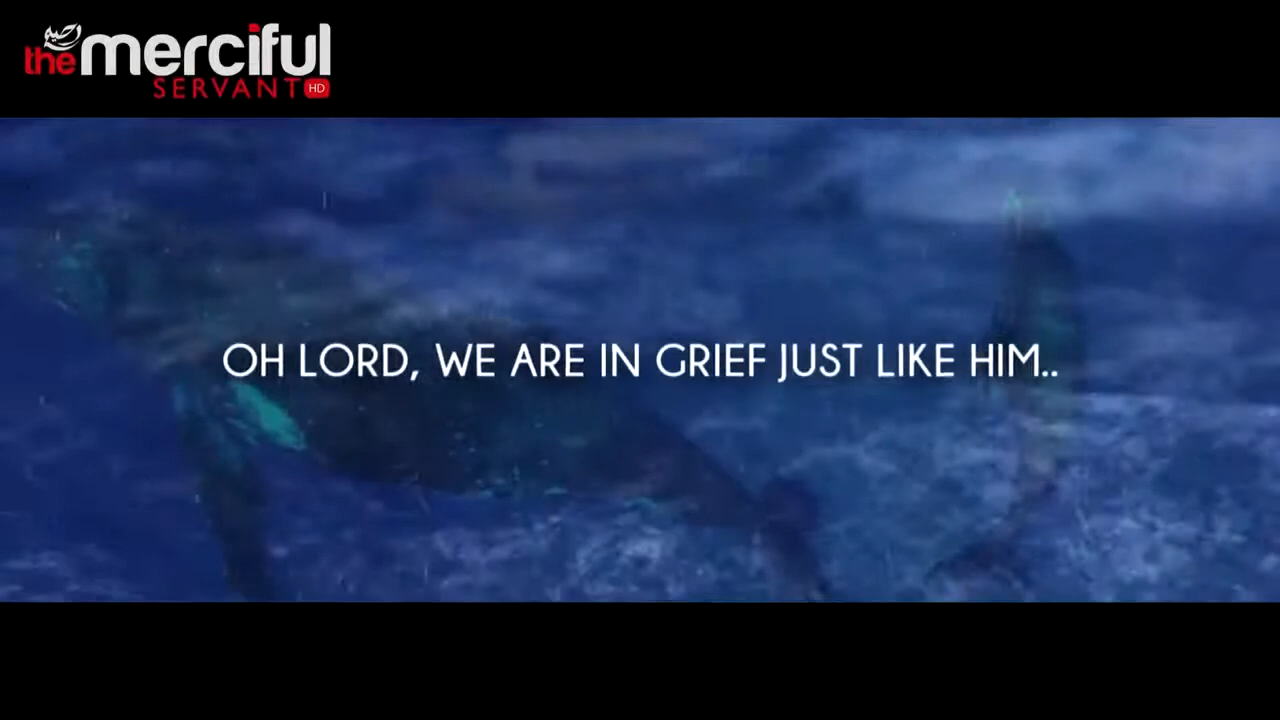 the merciful
SERVANT HD
OH LORD, WE ARE IN GRIEF JUST LIKE HIM..